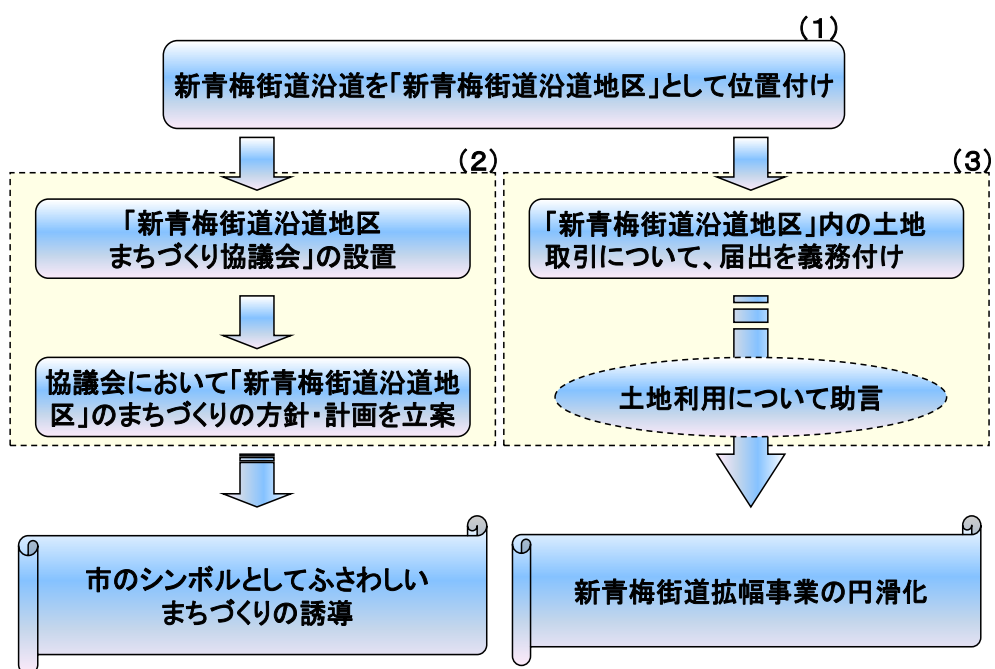 (1)
新青梅街道沿道を「新青梅街道沿道地区」として位置付け
(2)
「新青梅街道沿道地区
まちづくり協議会」の設置
協議会において「新青梅街道沿道地
区」のまちづくりの方針・計画を立案
市のシンボルとしてふさわしい
まちづくりの誘導
(3)
「新青梅街道沿道地区」内の土地
取引について、届出を義務付け
土地利用について助言
新青梅街道拡幅事業の円滑化